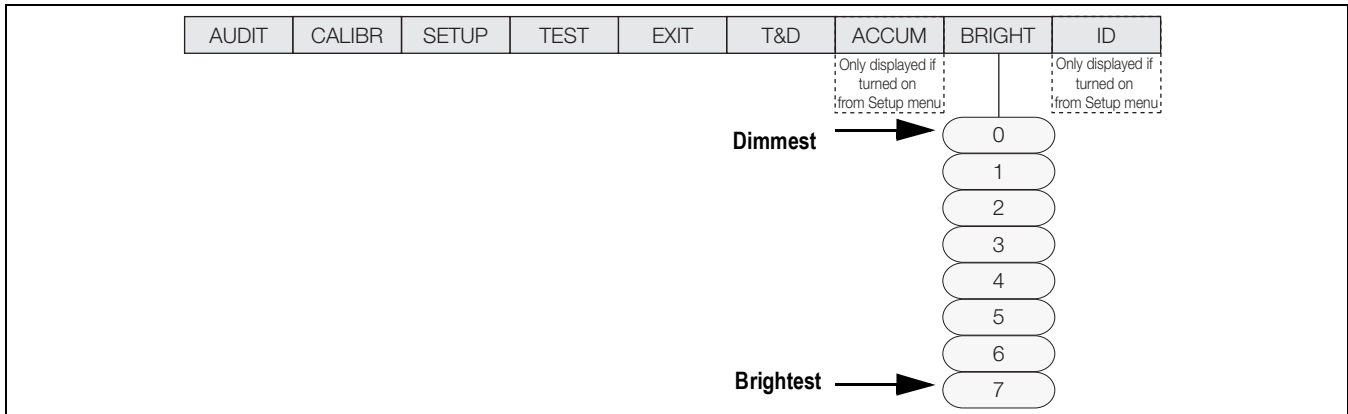 AUDIT CALIBR SETUP TEST EXIT T&D ACCUM BRIGHT ID
Only displayed if
turned on
from Setup menu
Only displayed if
turned on
from Setup menu
Dimmest
0
1
2
3
4
5
6
Brightest
7